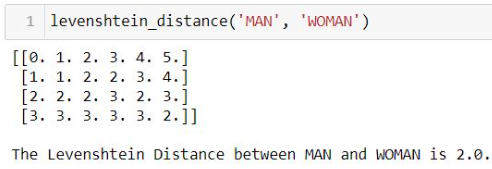 1 levenshtein_distance('MAN', 'WOMAN')
[[0. 1. 2. 3. 4. 5.]
[1. 1. 2. 2. 3. 4.]
[2. 2. 2. 3. 2. 3.]
[3. 3. 3. 3. 3. 2.]]
The Levenshtein Distance between MAN and WOMAN is 2.0.